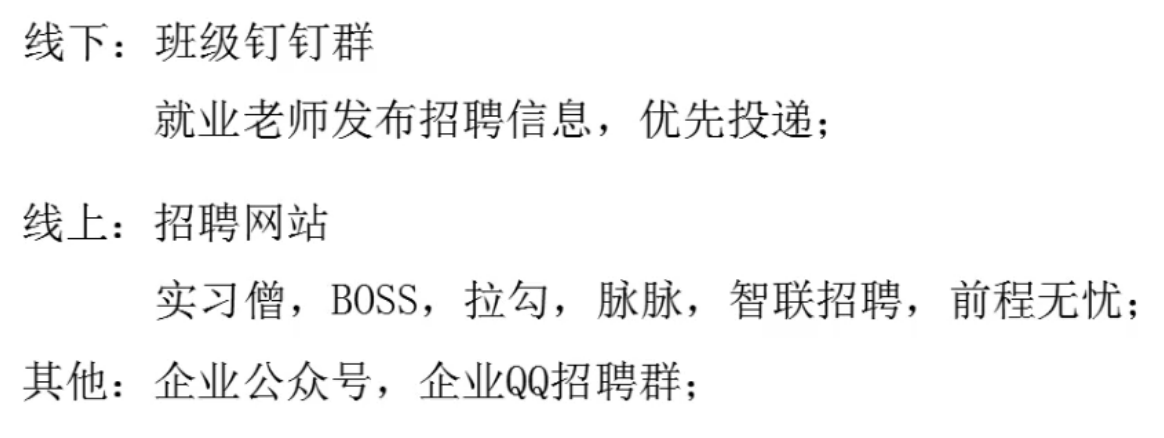 线下：班级钉钉群
就业老师发布招聘信息，优先投递；
线上：招聘网站
实习僧，BOSS，拉勾，脉脉，智联招聘，前程无忧；
其他：企业公众号，企业QQ招聘群；